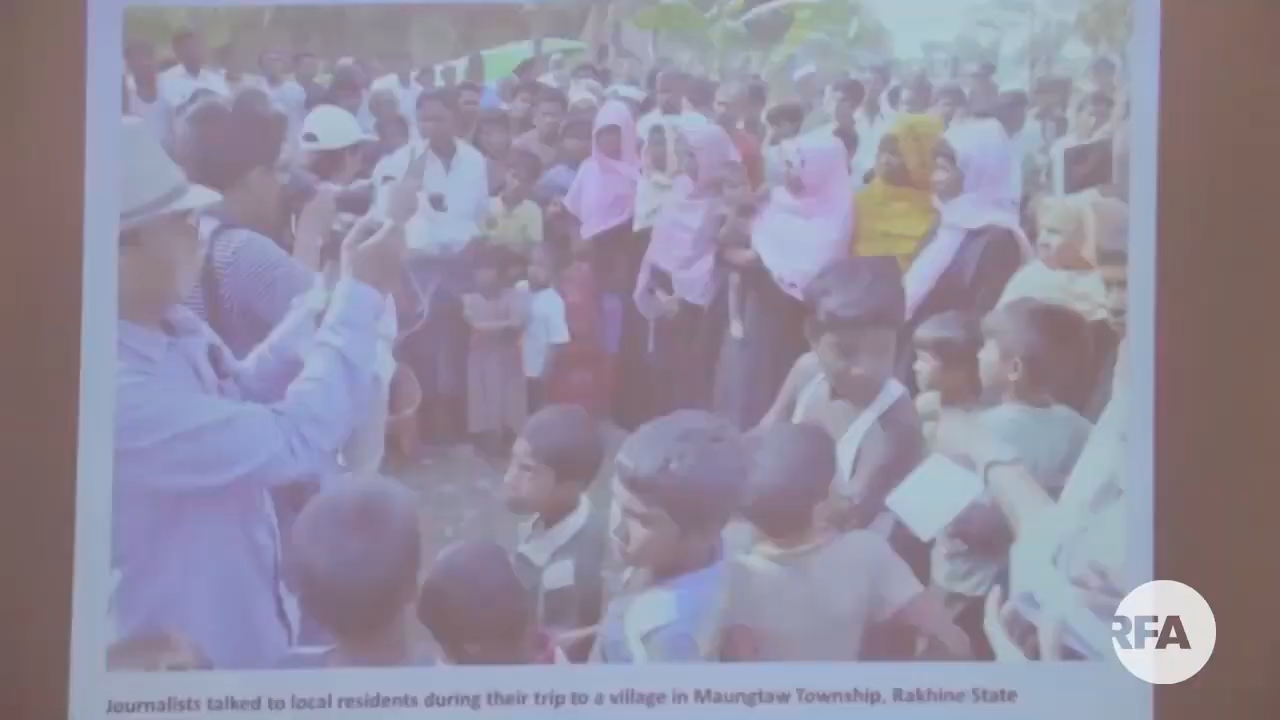 RFA
Journalists talked to local residents during their trip to a village in Maungtaw Township, Rakhine State